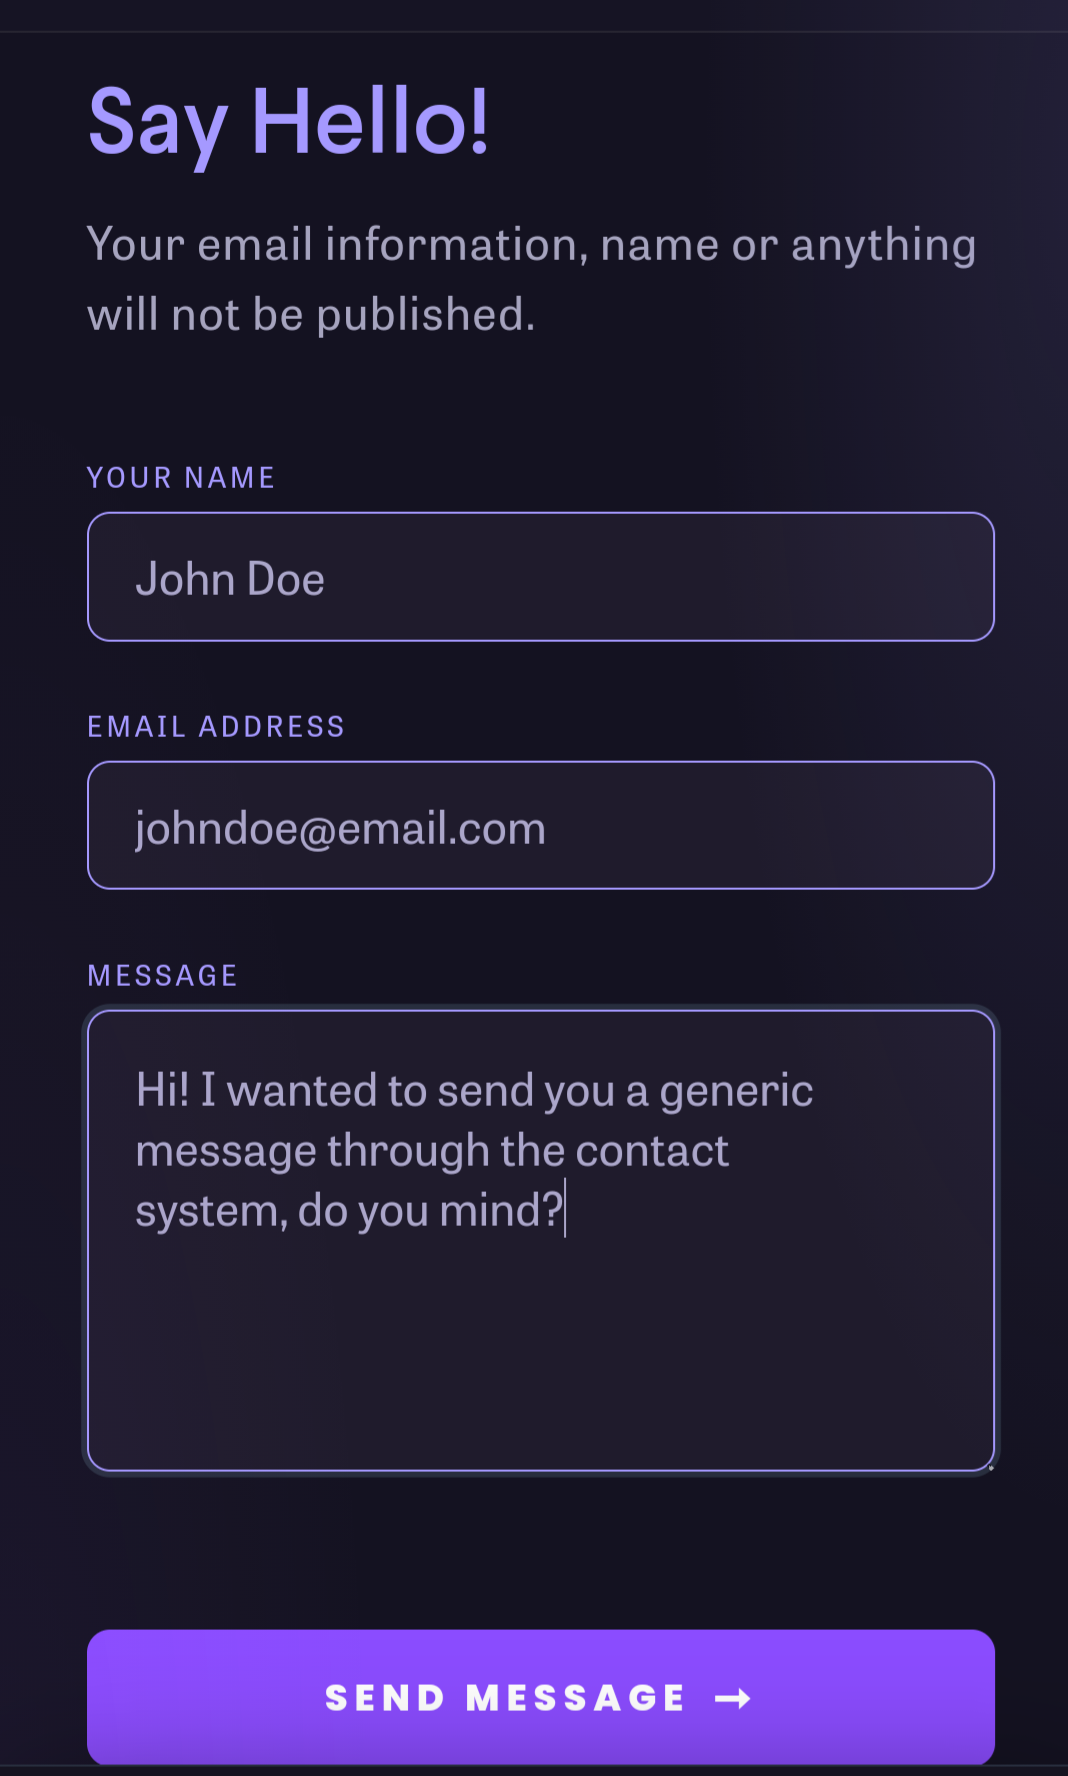 Say Hello!
Your email information, name or anything
will not be published.
YOUR NAME
John Doe
EMAIL ADDRESS
johndoe@email.com
MESSAGE
Hi! I wanted to send you a generic
message through the contact
system, do you mind?
SEND MESSAGE →